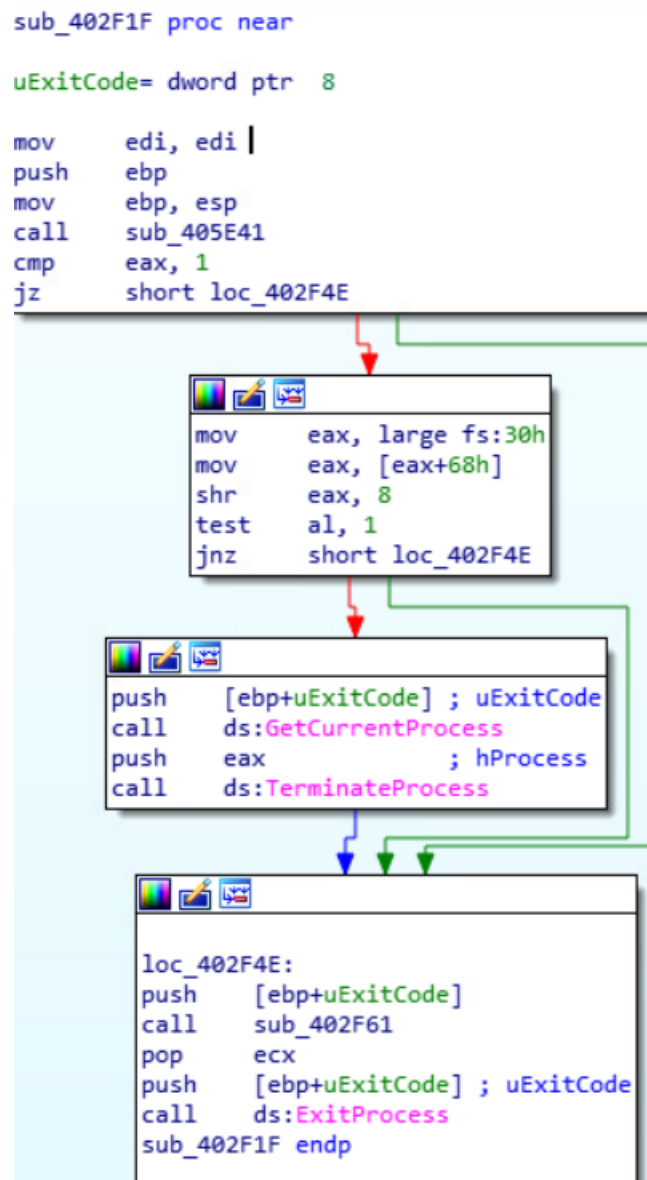 sub_402F1F proc near
uExitCode= dword ptr  8
mov     edi, edi
push    ebp
mov     ebp, esp
call    sub_405E41
cmp     eax, 1
jz      short loc_402F4E
mov     eax, large fs:30h
mov     eax, [eax+68h]
shr     eax, 8
test    al, 1
jnz     short loc_402F4E
push    [ebp+uExitCode] ; uExitCode
call    ds:GetCurrentProcess
push    eax             ; hProcess
call    ds:TerminateProcess
loc_402F4E:
push    [ebp+uExitCode]
call    sub_402F61
pop     ecx
push    [ebp+uExitCode] ; uExitCode
call    ds:ExitProcess
sub_402F1F endp